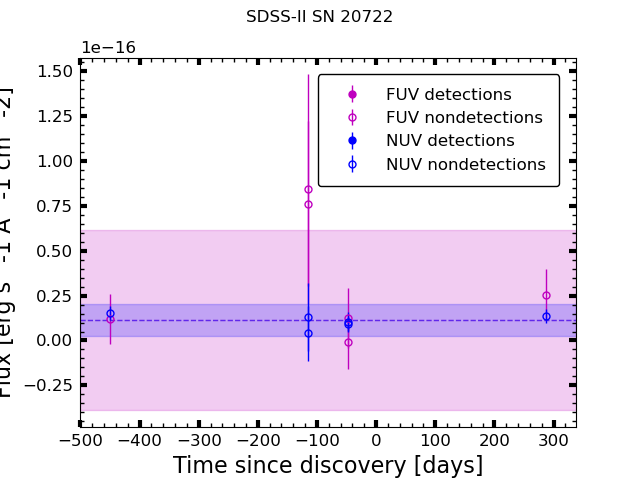 SDSS-II SN 20722
1e−16
1.50
1.25
1.00
0.75
0.50
0.25
0.00
−0.25
FUV detections
FUV nondetections
NUV detections
NUV nondetections
−500 −400 −300 −200 −100 0 100 200 300
Time since discovery [days]
Flux [erg s -1 A -1 cm -2]